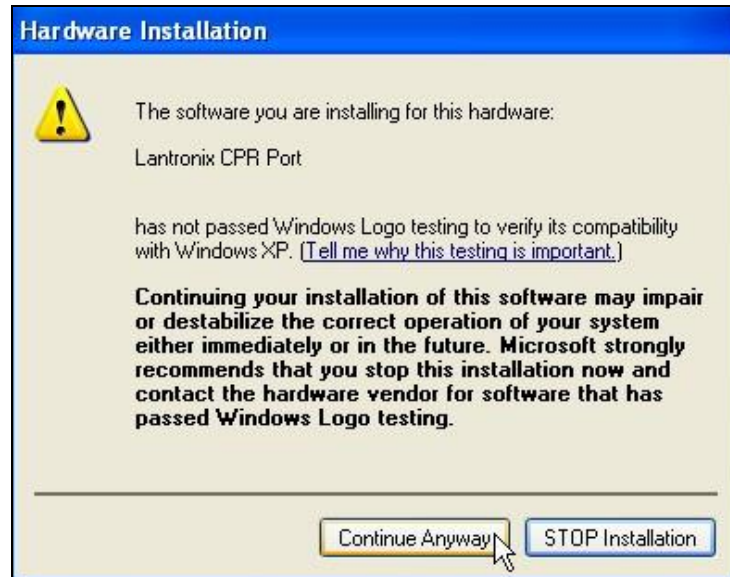 Hardware Installation
The software you are installing for this hardware:
Lantronix CPR Port
has not passed Windows Logo testing to verify its compatibility
with Windows XP. (Tell me why this testing is important.)
Continuing your installation of this software may impair
or destabilize the correct operation of your system
either immediately or in the future. Microsoft strongly
recommends that you stop this installation now and
contact the hardware vendor for software that has
passed Windows Logo testing.
Continue Anyway
STOP Installation